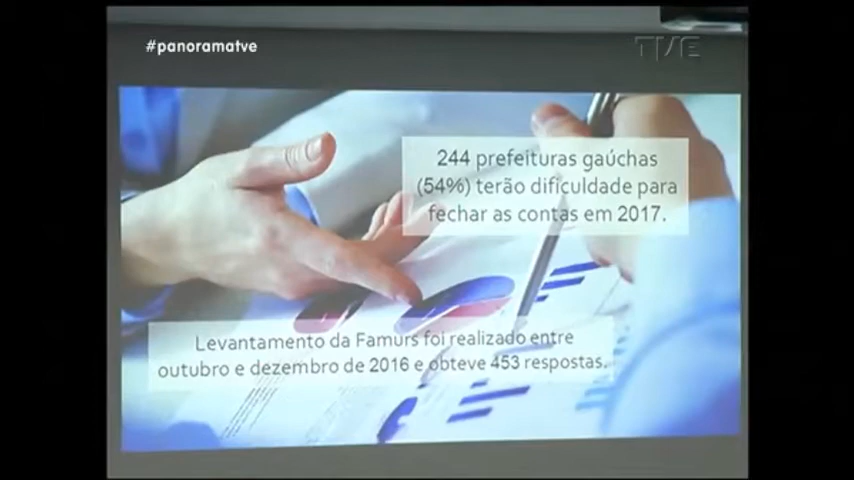 #panoramatve
TVE
244 prefeituras gaúchas
(54%) terão dificuldade para
fechar as contas em 2017.
Levantamento da Famurs foi realizado entre
outubro e dezembro de 2016 e obteve 453 respostas.